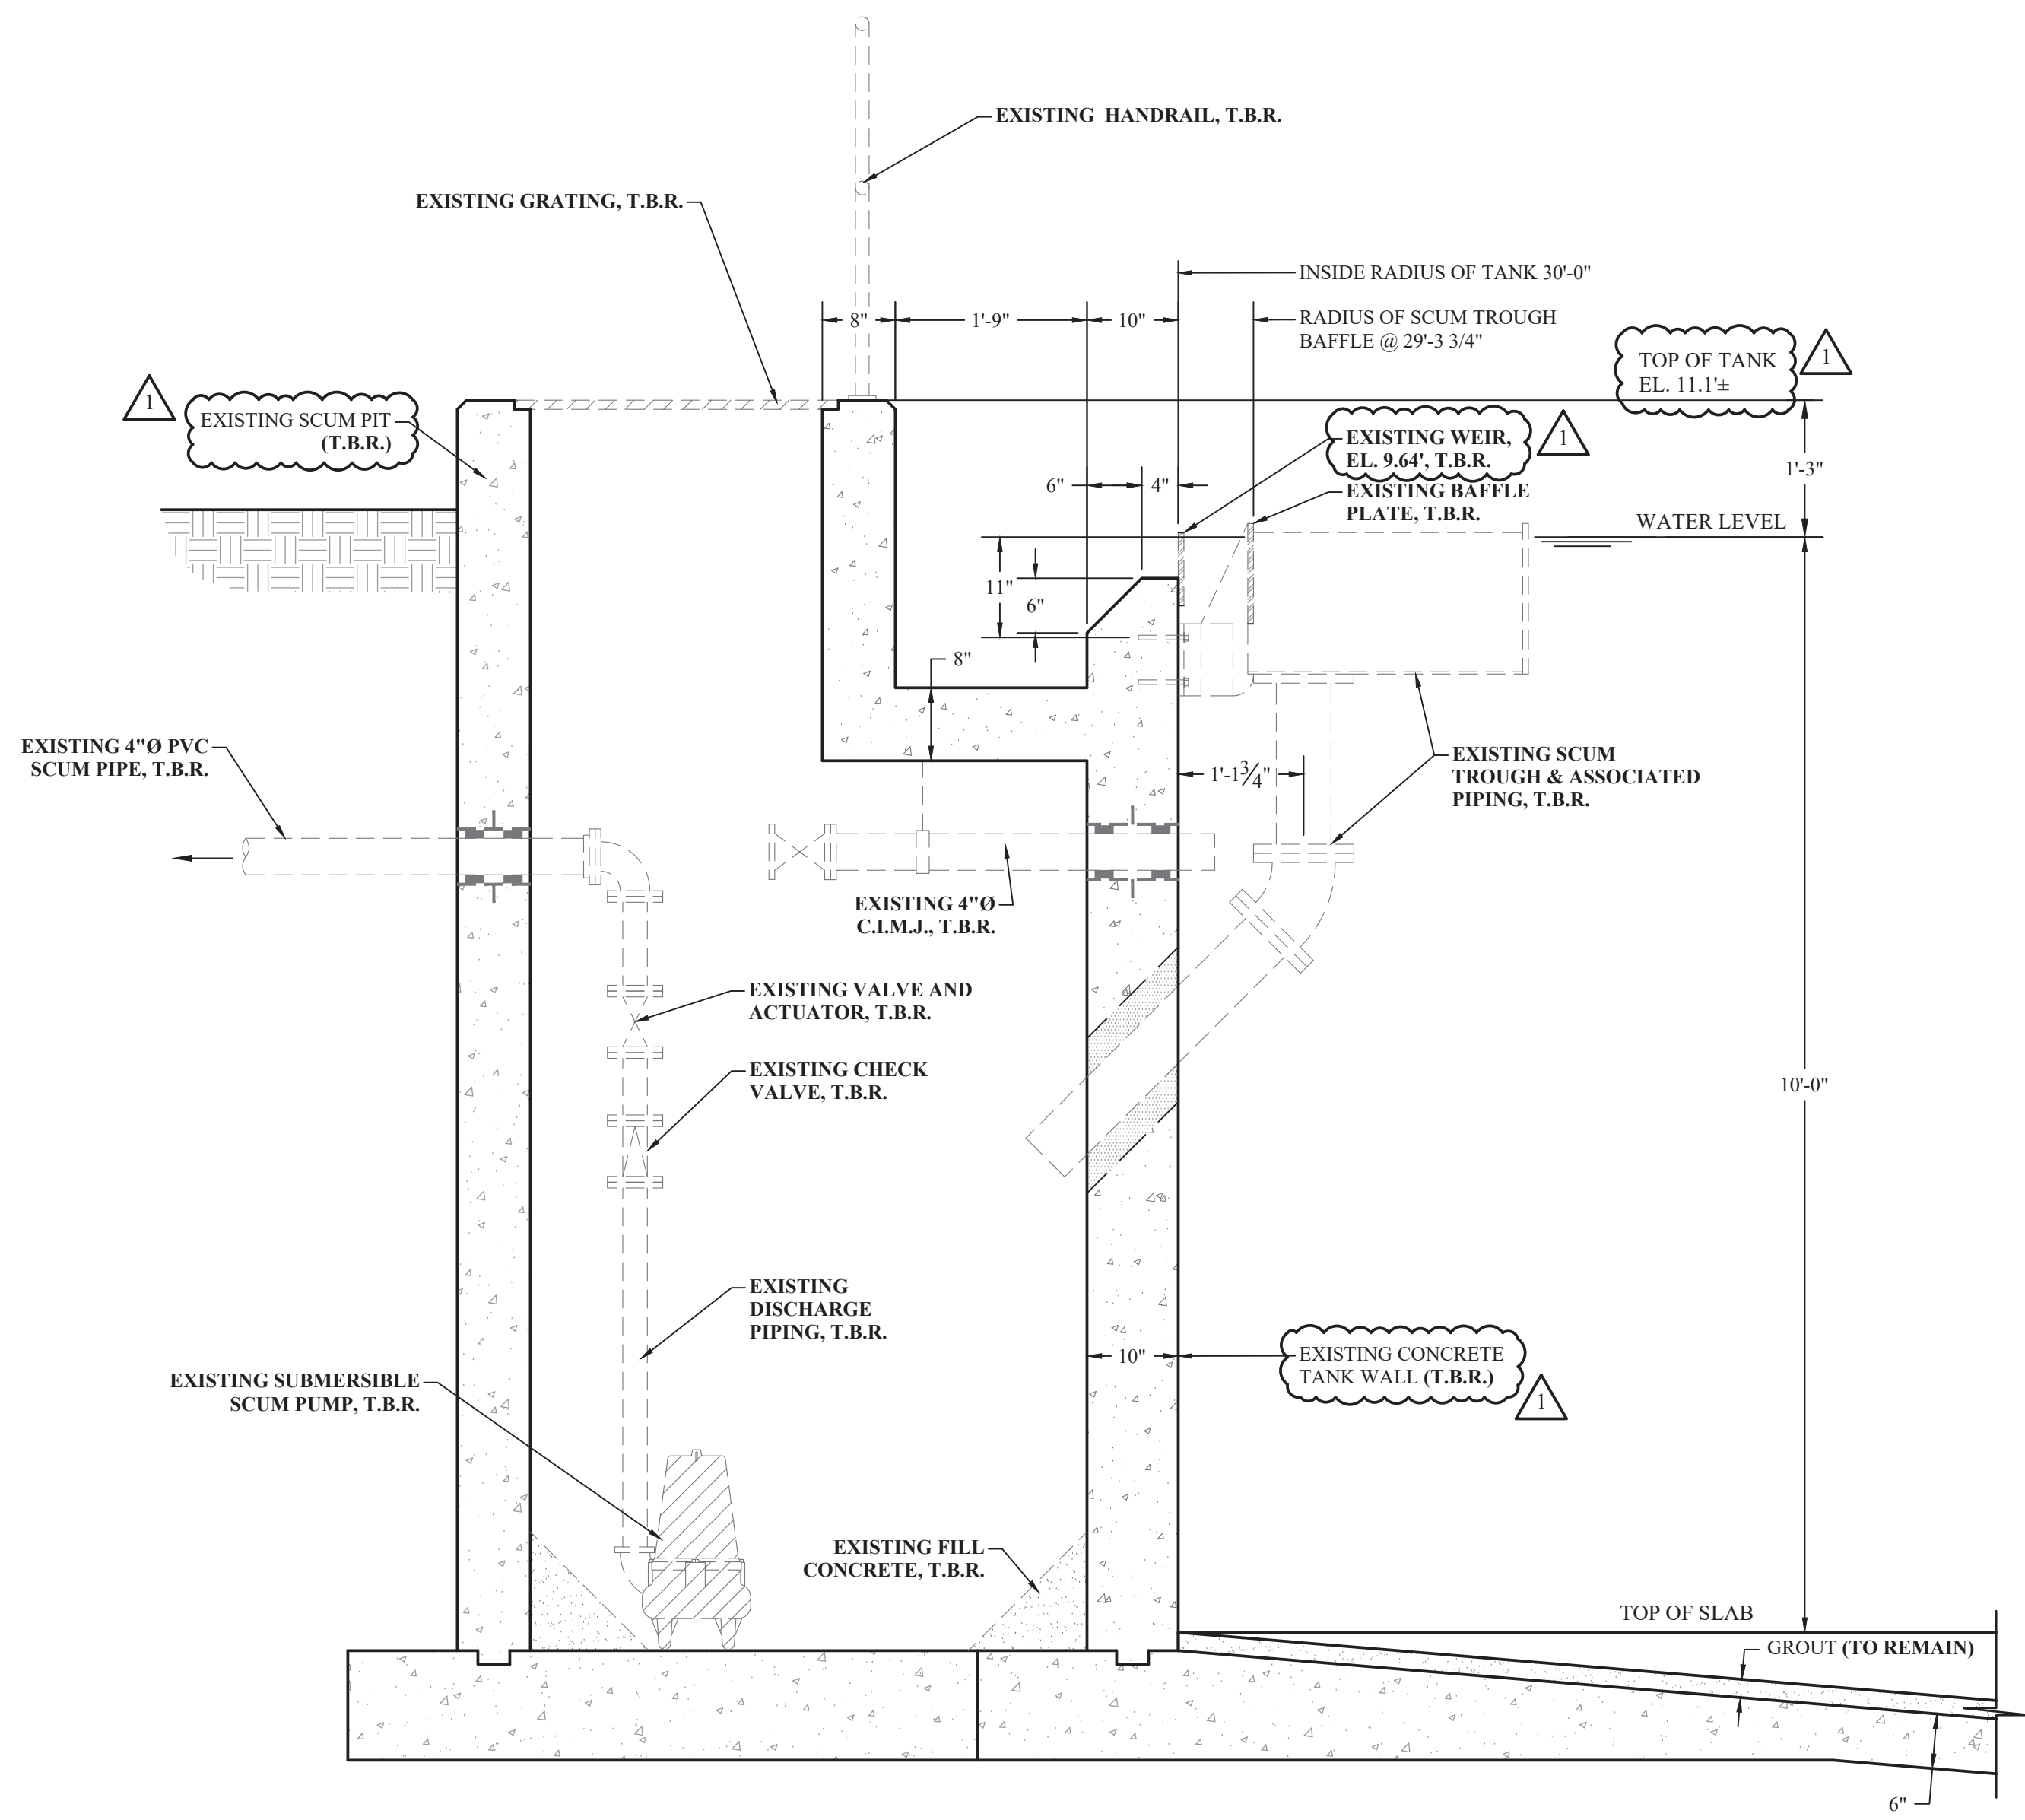 EXISTING HANDRAIL, T.B.R.
EXISTING GRATING, T.B.R.
INSIDE RADIUS OF TANK 30'-0"
8"
1'-9"
10"
RADIUS OF SCUM TROUGH
BAFFLE @ 29'-3 3/4"
TOP OF TANK
EL. 11.1'±
1
1
EXISTING SCUM PIT
(T.B.R.)
EXISTING WEIR,
EL. 9.64', T.B.R.
1
1'-3"
6"
4"
EXISTING BAFFLE
PLATE, T.B.R.
WATER LEVEL
11"
6"
8"
EXISTING 4"Ø PVC
SCUM PIPE, T.B.R.
1'-1¾"
EXISTING SCUM
TROUGH & ASSOCIATED
PIPING, T.B.R.
EXISTING 4"Ø
C.I.M.J., T.B.R.
EXISTING VALVE AND
ACTUATOR, T.B.R.
EXISTING CHECK
VALVE, T.B.R.
10'-0"
EXISTING
DISCHARGE
PIPING, T.B.R.
10"
EXISTING CONCRETE
TANK WALL (T.B.R.)
1
EXISTING SUBMERSIBLE
SCUM PUMP, T.B.R.
EXISTING FILL
CONCRETE, T.B.R.
TOP OF SLAB
GROUT (TO REMAIN)
6"